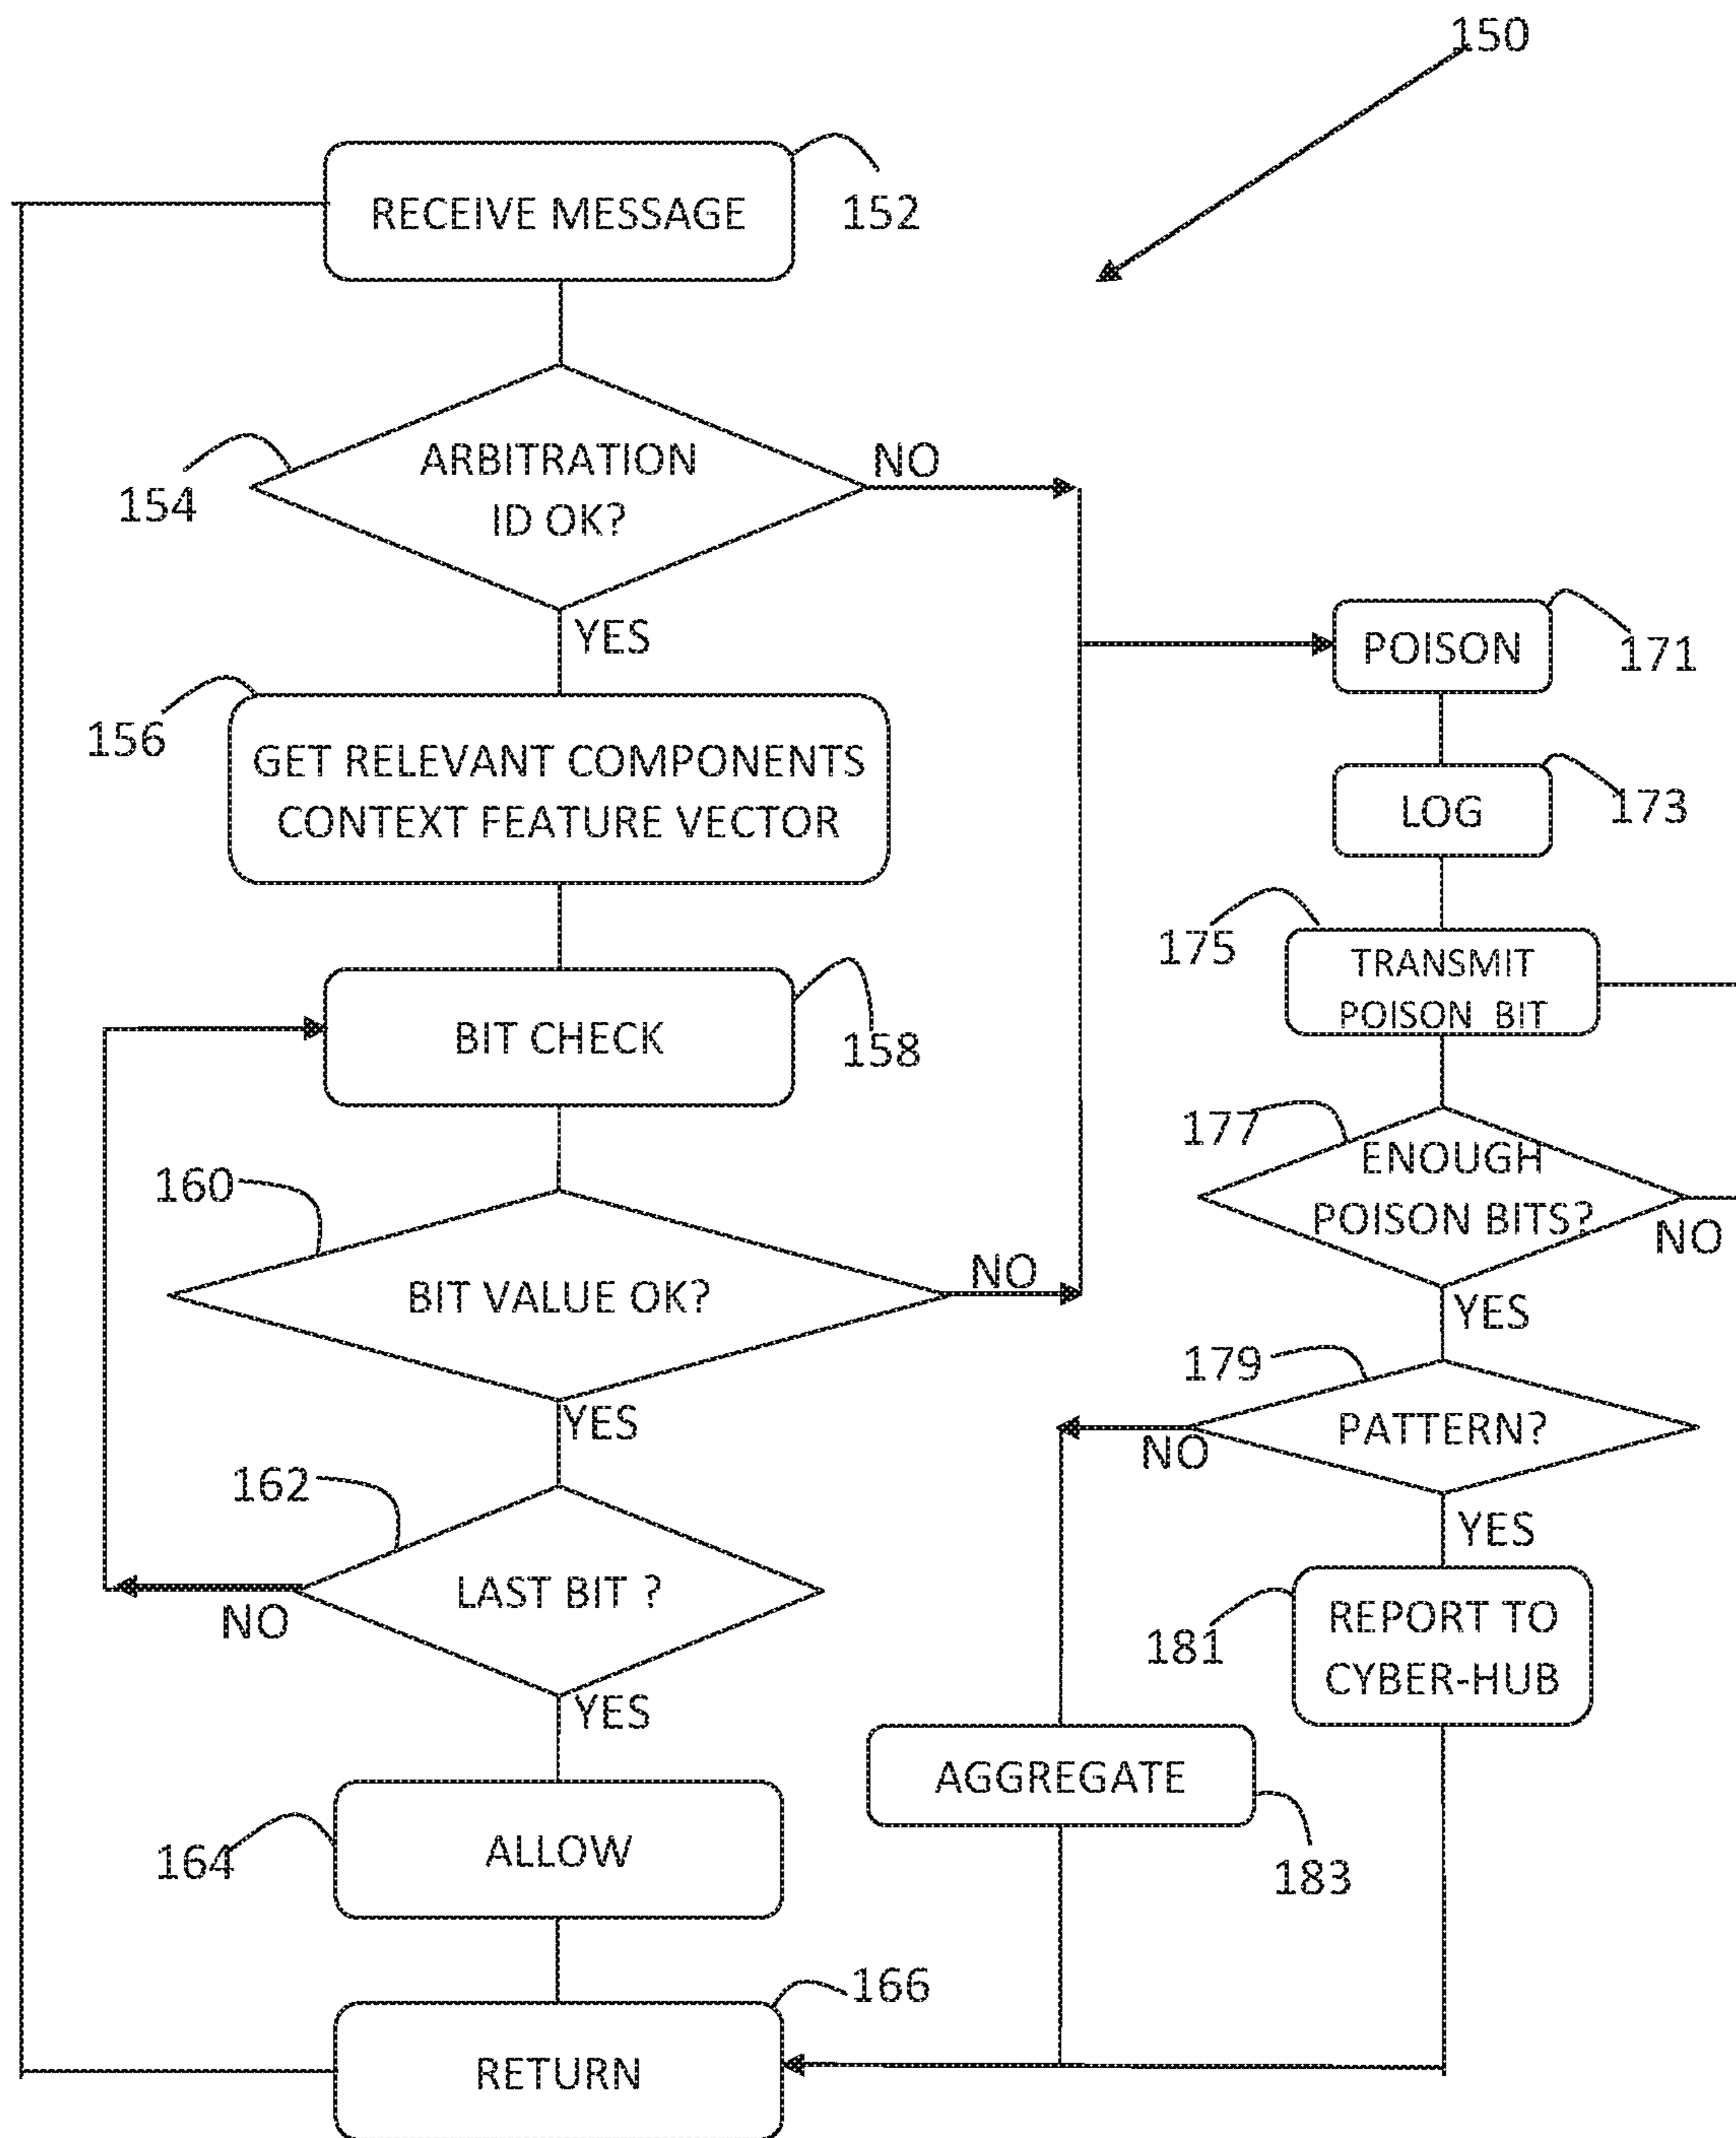 150
RECEIVE MESSAGE
152
ARBITRATION
ID OK?
154
NO
YES
156
GET RELEVANT COMPONENTS
CONTEXT FEATURE VECTOR
BIT CHECK
158
160
BIT VALUE OK?
NO
YES
162
LAST BIT ?
NO
YES
164
ALLOW
166
RETURN
POISON
171
LOG
173
175
TRANSMIT
POISON BIT
177
ENOUGH
POISON BITS?
NO
YES
179
PATTERN?
NO
YES
181
REPORT TO
CYBER-HUB
AGGREGATE
183